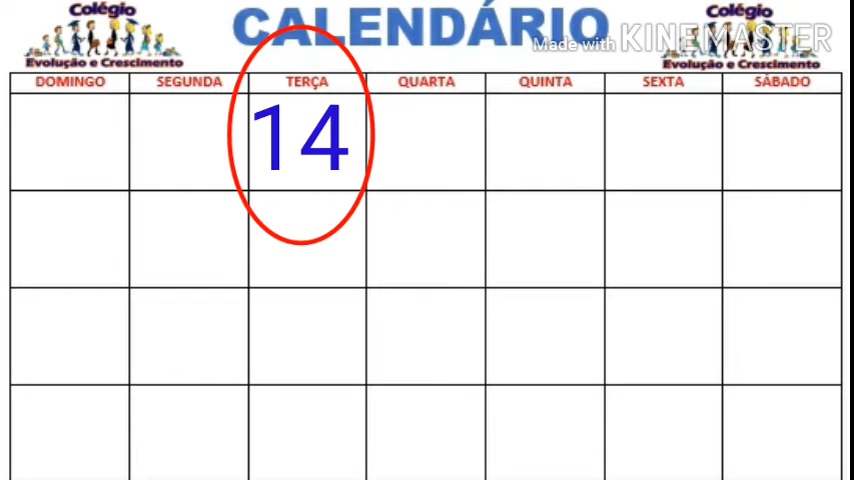 Colégio
Evolução e Crescimento
CALENDÁRIO
Made with KINEMASTER
Colégio
Evolução e Crescimento
DOMINGO SEGUNDA TERÇA QUARTA QUINTA SEXTA SÁBADO
14